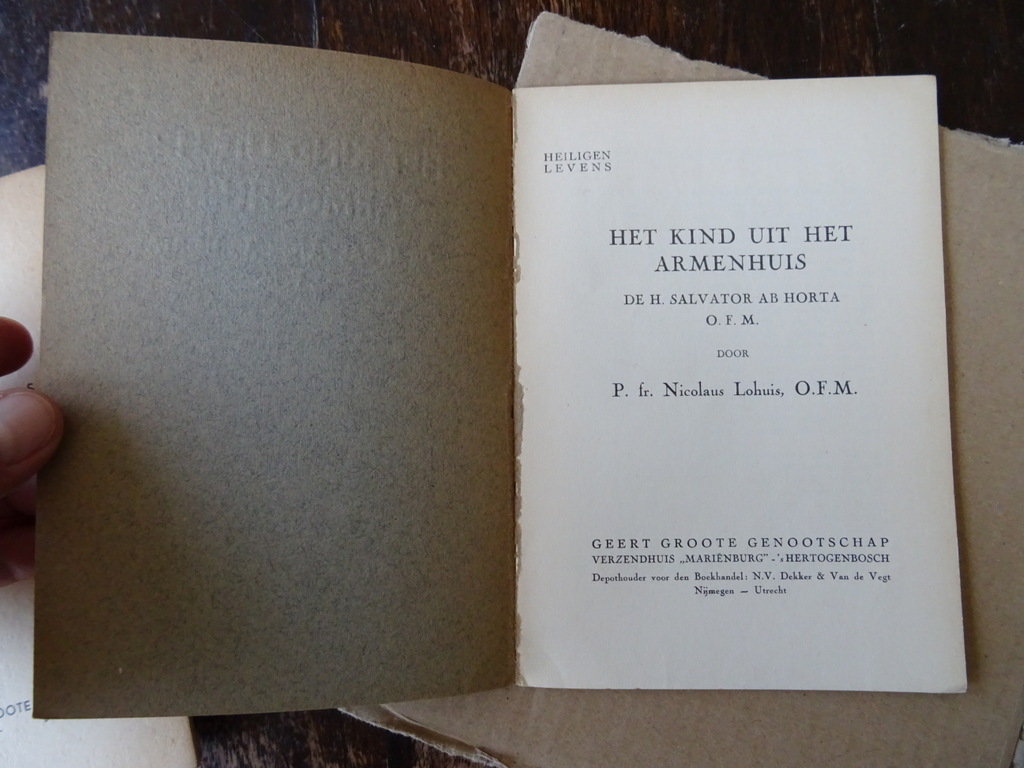 HEILIGEN
LEVENS
HET KIND UIT HET
ARMENHUIS
DE H. SALVATOR AB HORTA
O. F. M.
DOOR
P. fr. Nicolaus Lohuis, O.F.M.
GEERT GROOTE GENOOTSCHAP
VERZENDHUIS „MARIËNBURG” - 's HERTOGENBOSCH
Depothouder voor den Boekhandel: N.V. Dekker & Van de Vegt
Nijmegen — Utrecht